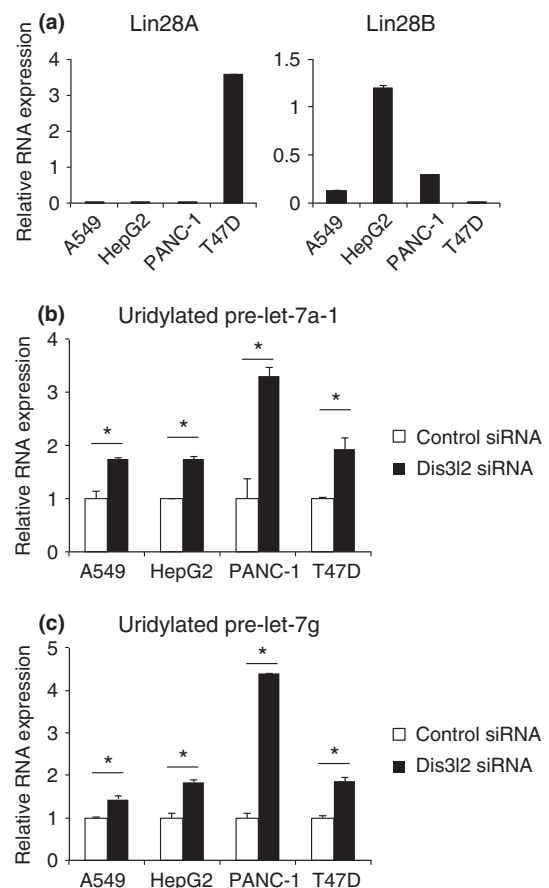 (a)
Lin28A
Lin28B
Relative RNA expression
4
3
2
1
0
A549
HepG2
PANC-1
T47D
1.5
1
0.5
0
A549
HepG2
PANC-1
T47D
(b)
Uridylated pre-let-7a-1
Relative RNA expression
4
3
2
1
0
*
*
*
*
A549
HepG2
PANC-1
T47D
Control siRNA
Dis3l2 siRNA
(c)
Uridylated pre-let-7g
Relative RNA expression
5
4
3
2
1
0
*
*
*
*
A549
HepG2
PANC-1
T47D
Control siRNA
Dis3l2 siRNA